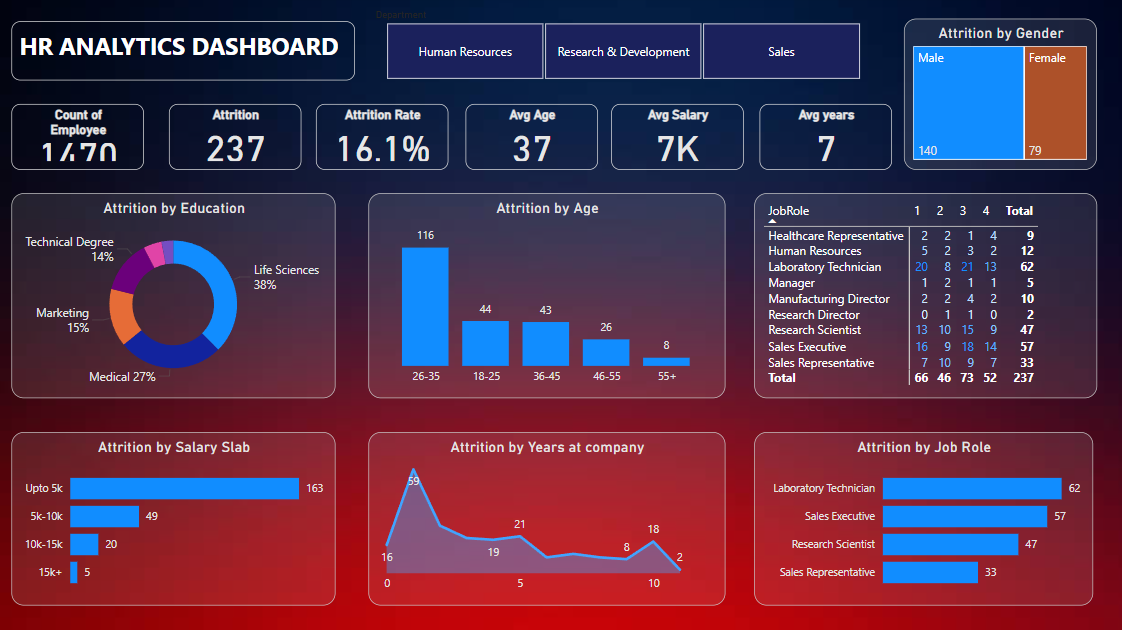 Department
HR ANALYTICS DASHBOARD
Human Resources
Research & Development
Sales
Attrition by Gender
Male
Female
140
79
Count of
Employee
1470
Attrition
237
Attrition Rate
16.1%
Avg Age
37
Avg Salary
7K
Avg years
7
Attrition by Education
Technical Degree
14%
Life Sciences
38%
Marketing
15%
Medical 27%
Attrition by Age
116
44
43
26
8
26-35 18-25 36-45 46-55 55+
JobRole 1 2 3 4 Total
Healthcare Representative 2 2 1 4 9
Human Resources 5 2 3 2 12
Laboratory Technician 20 8 21 13 62
Manager 1 2 1 1 5
Manufacturing Director 2 2 4 2 10
Research Director 0 1 1 0 2
Research Scientist 13 10 15 9 47
Sales Executive 16 9 18 14 57
Sales Representative 7 10 9 7 33
Total 66 46 73 52 237
Attrition by Salary Slab
Upto 5k 163
5k-10k 49
10k-15k 20
15k+ 5
Attrition by Years at company
59
16
19
21
8
18
2
0 5 10
Attrition by Job Role
Laboratory Technician 62
Sales Executive 57
Research Scientist 47
Sales Representative 33